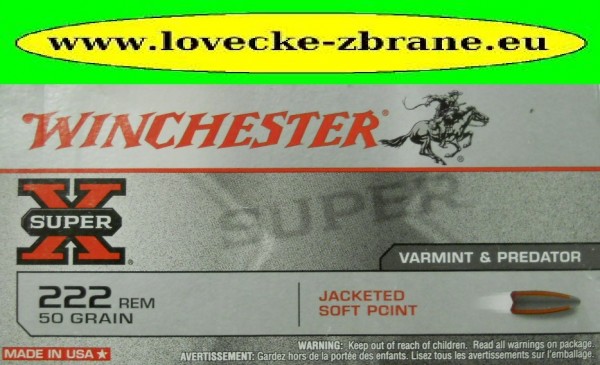 www.lovecke-zbrane.eu
WINCHESTER®
SUPER
X
SUPER
®
VARMINT & PREDATOR
222 REM
50 GRAIN
JACKETED
SOFT POINT
MADE IN USA
WARNING: Keep out of reach of children. Read all warnings on package.
AVERTISSEMENT: Gardez hors de la portée des enfants. Lisez tous les avertissements sur l'emballage.